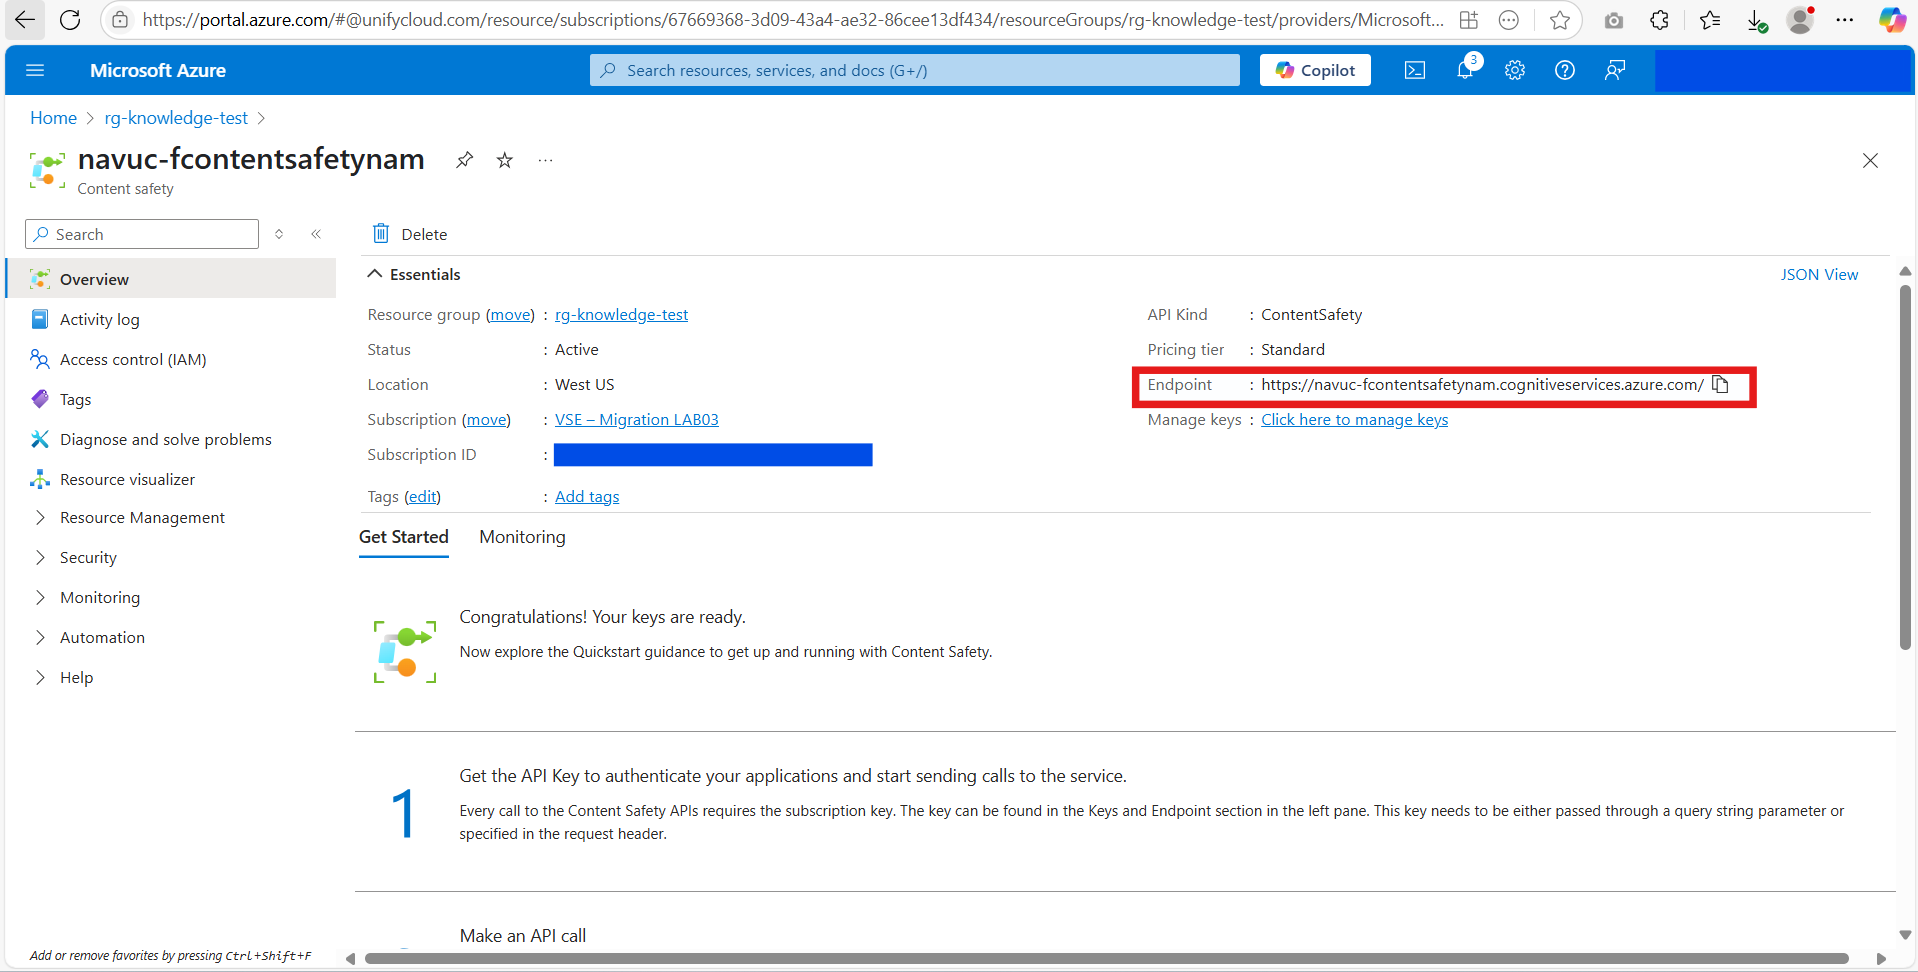 https://portal.azure.com/#@unifycloud.com/resource/subscriptions/67669368-3d09-43a4-ae32-86cee13df434/resourceGroups/rg-knowledge-test/providers/Microsoft...
Microsoft Azure
Search resources, services, and docs (G+/)
Copilot
3
Home > rg-knowledge-test >
navuc-fcontentsafetynam
Content safety
Search
Delete
Overview
Activity log
Access control (IAM)
Tags
Diagnose and solve problems
Resource visualizer
Resource Management
Security
Monitoring
Automation
Help
Add or remove favorites by pressing Ctrl+Shift+F
Essentials
JSON View
Resource group (move) : rg-knowledge-test
Status : Active
Location : West US
Subscription (move) : VSE – Migration LAB03
Subscription ID :
Tags (edit) : Add tags
API Kind : ContentSafety
Pricing tier : Standard
Endpoint : https://navuc-fcontentsafetynam.cognitiveservices.azure.com/
Manage keys : Click here to manage keys
Get Started Monitoring
Congratulations! Your keys are ready.
Now explore the Quickstart guidance to get up and running with Content Safety.
1
Get the API Key to authenticate your applications and start sending calls to the service.
Every call to the Content Safety APIs requires the subscription key. The key can be found in the Keys and Endpoint section in the left pane. This key needs to be either passed through a query string parameter or
specified in the request header.
Make an API call